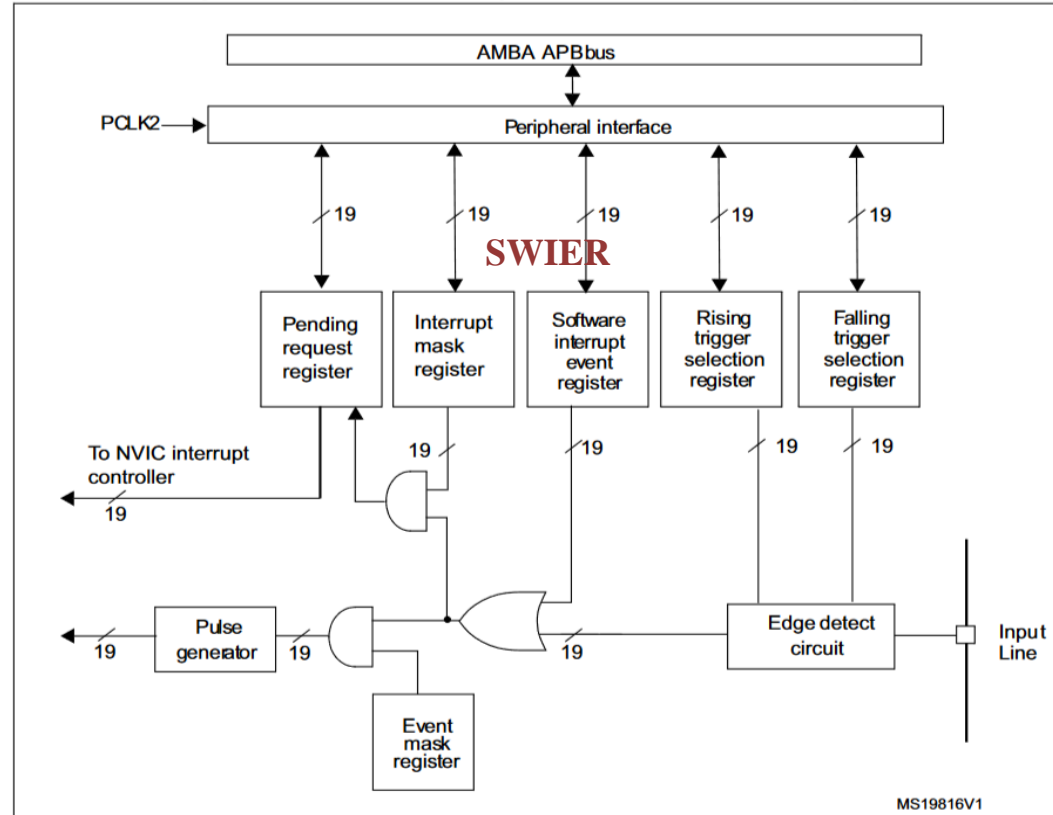 AMBA APB bus
PCLK2
Peripheral interface
19
19
19
19
19
SWIER
Pending
request
register
Interrupt
mask
register
Software
interrupt
event
register
Rising
trigger
selection
register
Falling
trigger
selection
register
To NVIC interrupt
controller
19
19
19
19
19
Pulse
generator
19
19
19
Edge detect
circuit
Input
Line
Event
mask
register
MS19816V1